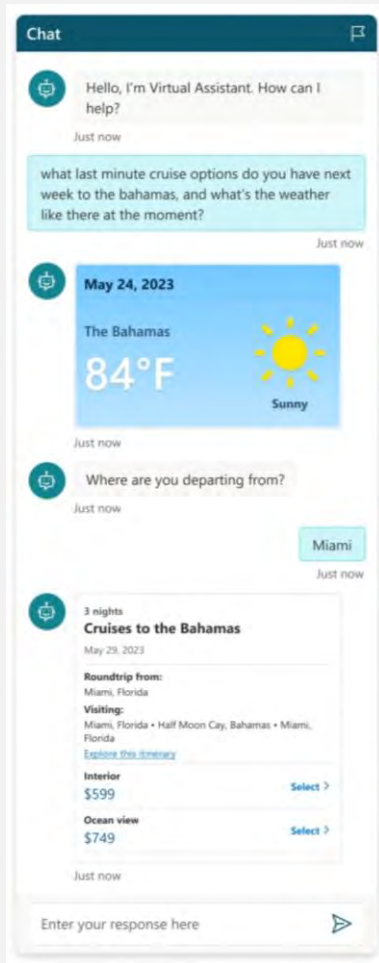 Chat
Hello, I'm Virtual Assistant. How can I
help?
Just now
what last minute cruise options do you have next
week to the bahamas, and what's the weather
like there at the moment?
Just now
May 24, 2023
The Bahamas
84°F
Sunny
Just now
Where are you departing from?
Just now
Miami
Just now
3 nights
Cruises to the Bahamas
May 29, 2023
Roundtrip from:
Miami, Florida
Visiting:
Miami, Florida • Half Moon Cay, Bahamas • Miami,
Florida
Explore this itinerary
Interior
$599
Select >
Ocean view
$749
Select >
Just now
Enter your response here